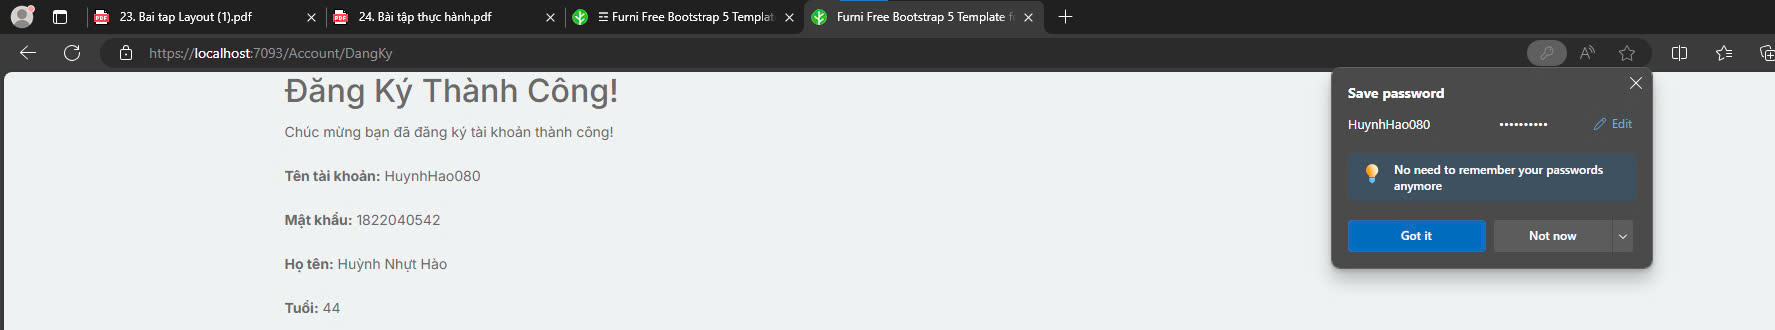 23. Bai tap Layout (1).pdf
24. Bài tập thực hành.pdf
Furni Free Bootstrap 5 Templat
Furni Free Bootstrap 5 Template f
https://localhost:7093/Account/DangKy
Đăng Ký Thành Công!
Chúc mừng bạn đã đăng ký tài khoản thành công!
Tên tài khoản: HuynhHao080
Mật khẩu: 1822040542
Họ tên: Huỳnh Nhựt Hào
Tuổi: 44
Save password
HuynhHao080 •••••••••• Edit
No need to remember your passwords
anymore
Got it
Not now